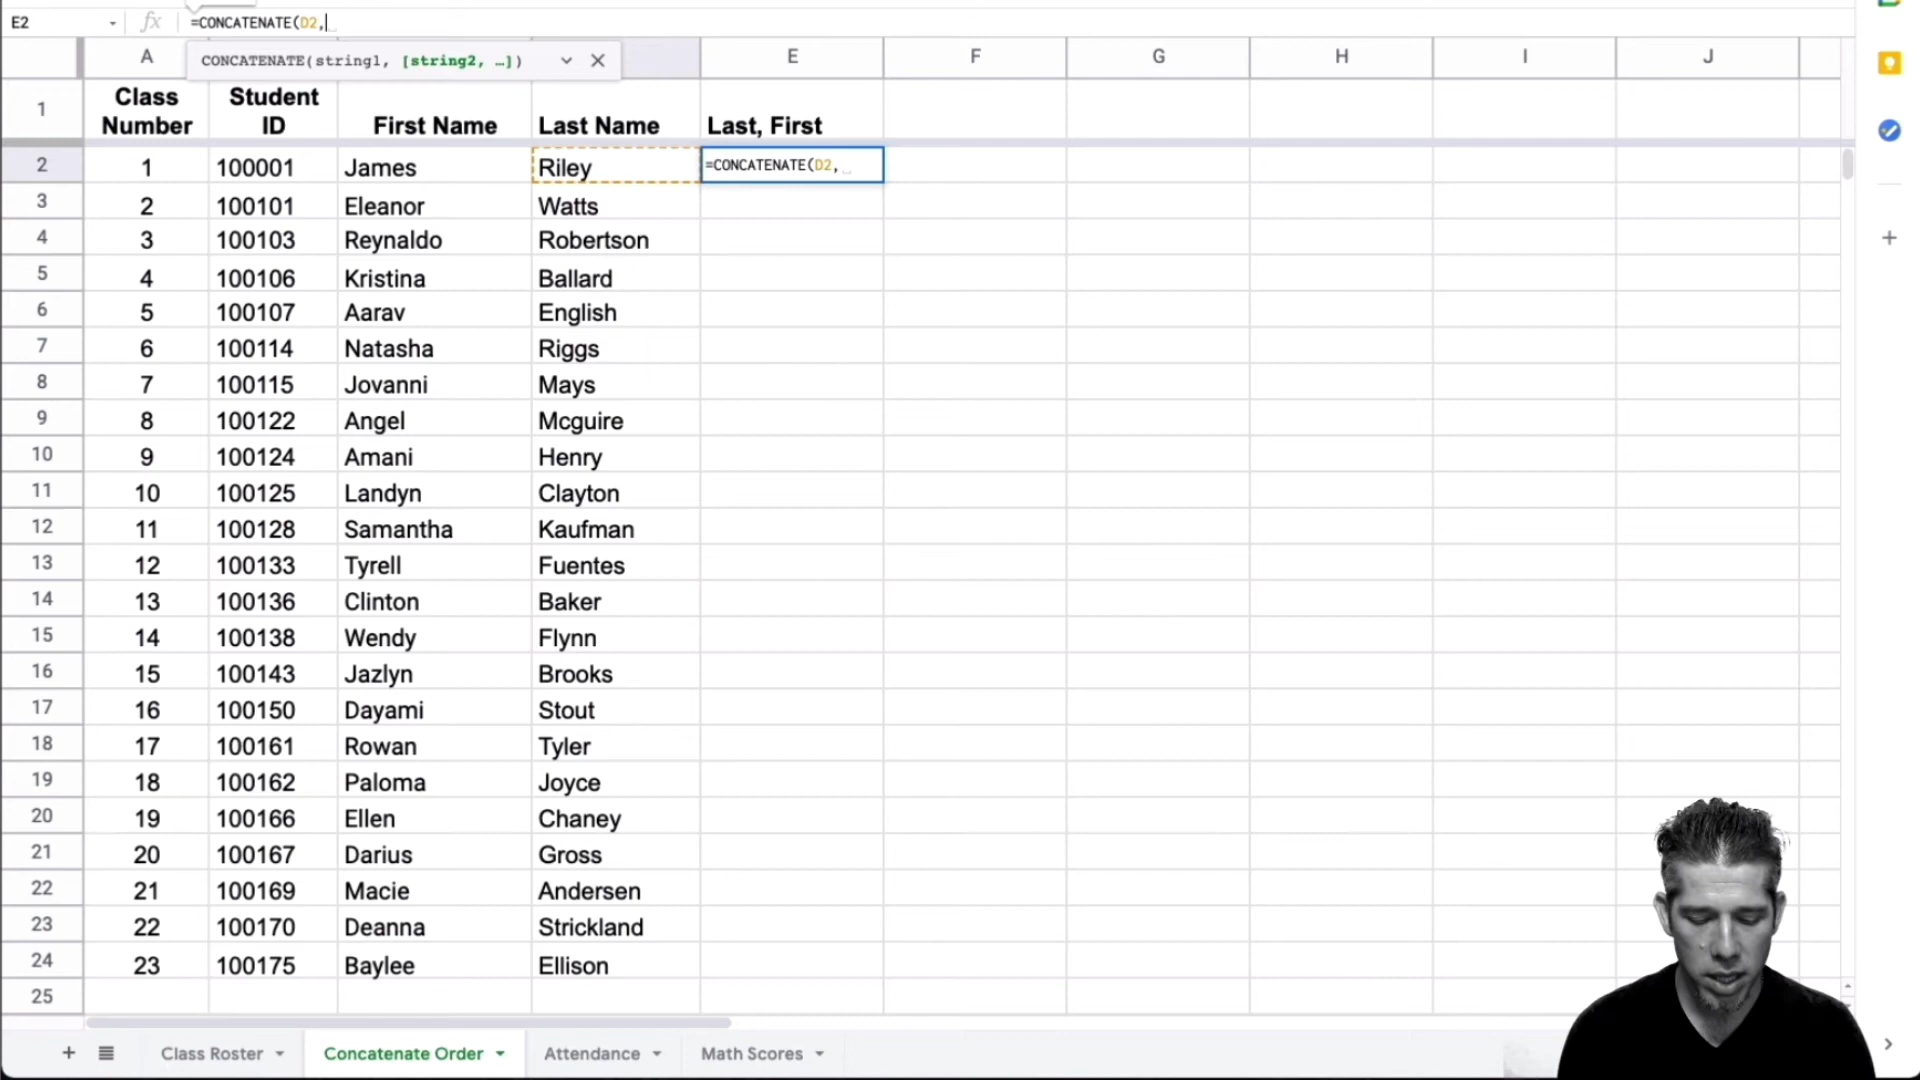 E2 fx =CONCATENATE(D2,
CONCATENATE(string1, [string2, …])
A E F G H I J
1 Class Number Student ID First Name Last Name Last, First
2 1 100001 James Riley =CONCATENATE(D2,
3 2 100101 Eleanor Watts
4 3 100103 Reynaldo Robertson
5 4 100106 Kristina Ballard
6 5 100107 Aarav English
7 6 100114 Natasha Riggs
8 7 100115 Jovanni Mays
9 8 100122 Angel Mcguire
10 9 100124 Amani Henry
11 10 100125 Landyn Clayton
12 11 100128 Samantha Kaufman
13 12 100133 Tyrell Fuentes
14 13 100136 Clinton Baker
15 14 100138 Wendy Flynn
16 15 100143 Jazlyn Brooks
17 16 100150 Dayami Stout
18 17 100161 Rowan Tyler
19 18 100162 Paloma Joyce
20 19 100166 Ellen Chaney
21 20 100167 Darius Gross
22 21 100169 Macie Andersen
23 22 100170 Deanna Strickland
24 23 100175 Baylee Ellison
25
Class Roster Concatenate Order Attendance Math Scores